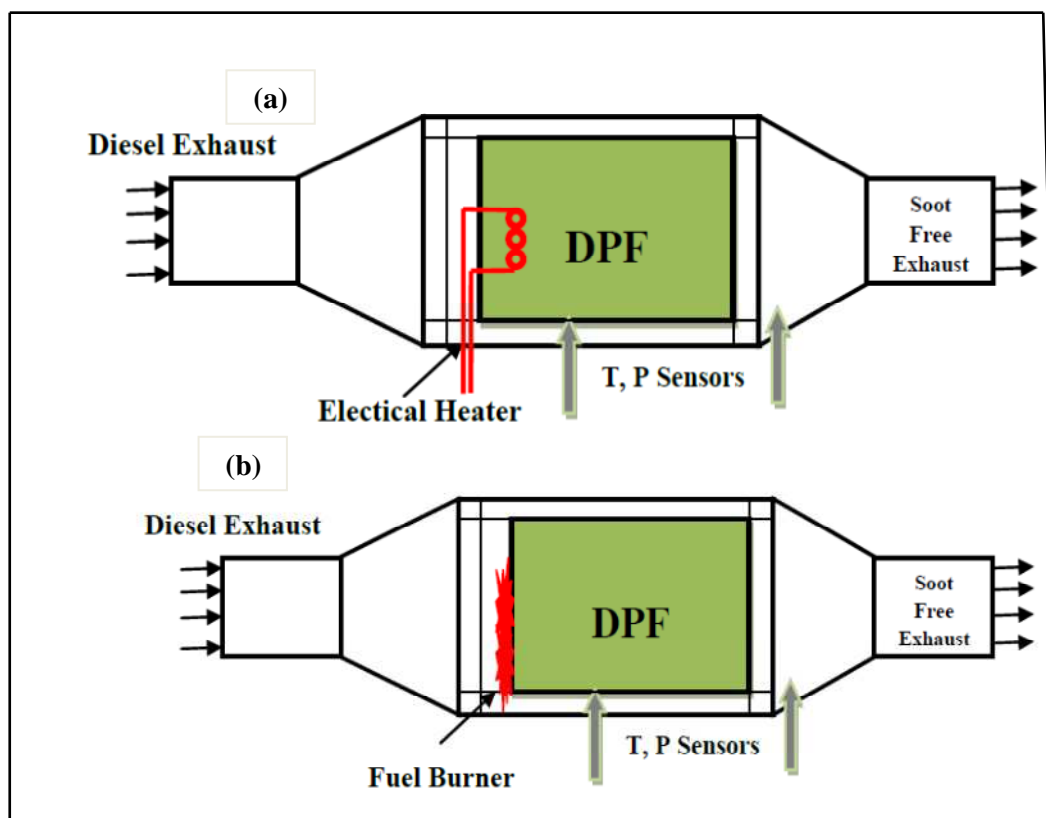 (a)
Diesel Exhaust
DPF
Soot
Free
Exhaust
T, P Sensors
Electical Heater
(b)
Diesel Exhaust
DPF
Soot
Free
Exhaust
T, P Sensors
Fuel Burner